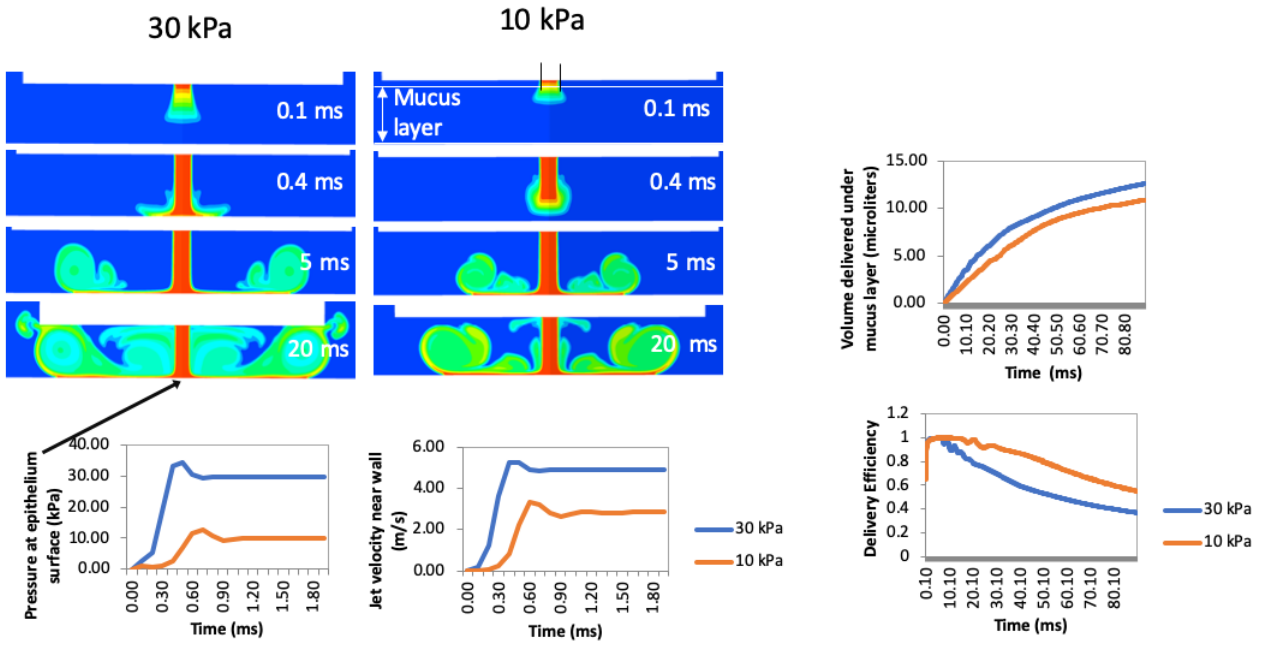 30 kPa
10 kPa
0.1 ms
0.4 ms
5 ms
20 ms
Mucus
layer
0.1 ms
0.4 ms
5 ms
20 ms
Pressure at epithelium
surface (kPa)
40.00
30.00
20.00
10.00
0.00
0.00
0.30
0.60
0.90
1.20
1.50
1.80
Time (ms)
Jet velocity near wall
(m/s)
6.00
4.00
2.00
0.00
0.00
0.30
0.60
0.90
1.20
1.50
1.80
Time (ms)
30 kPa
10 kPa
Volume delivered under
mucus layer (microliters)
15.00
10.00
5.00
0.00
0.00
10.10
20.20
30.30
40.40
50.50
60.60
70.70
80.80
Time (ms)
Delivery Efficiency
1.2
1
0.8
0.6
0.4
0.2
0
0.10
10.10
20.10
30.10
40.10
50.10
60.10
70.10
80.10
Time (ms)
30 kPa
10 kPa